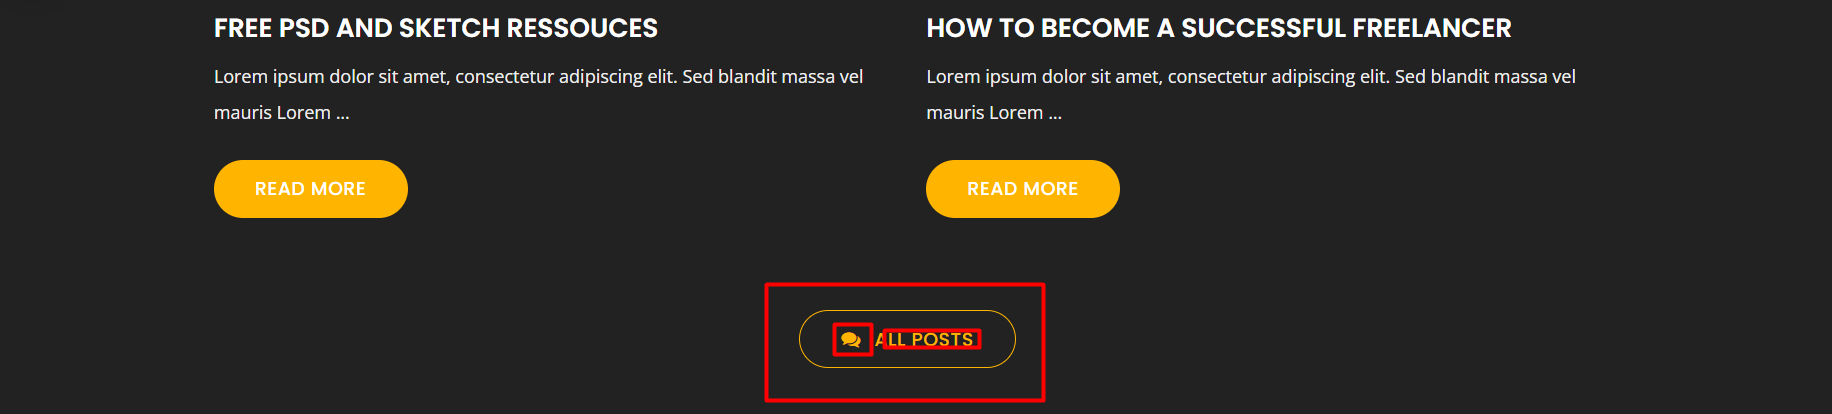 FREE PSD AND SKETCH RESSOUCES
Lorem ipsum dolor sit amet, consectetur adipiscing elit. Sed blandit massa vel
mauris Lorem ...
READ MORE
HOW TO BECOME A SUCCESSFUL FREELANCER
Lorem ipsum dolor sit amet, consectetur adipiscing elit. Sed blandit massa vel
mauris Lorem ...
READ MORE
ALL POSTS